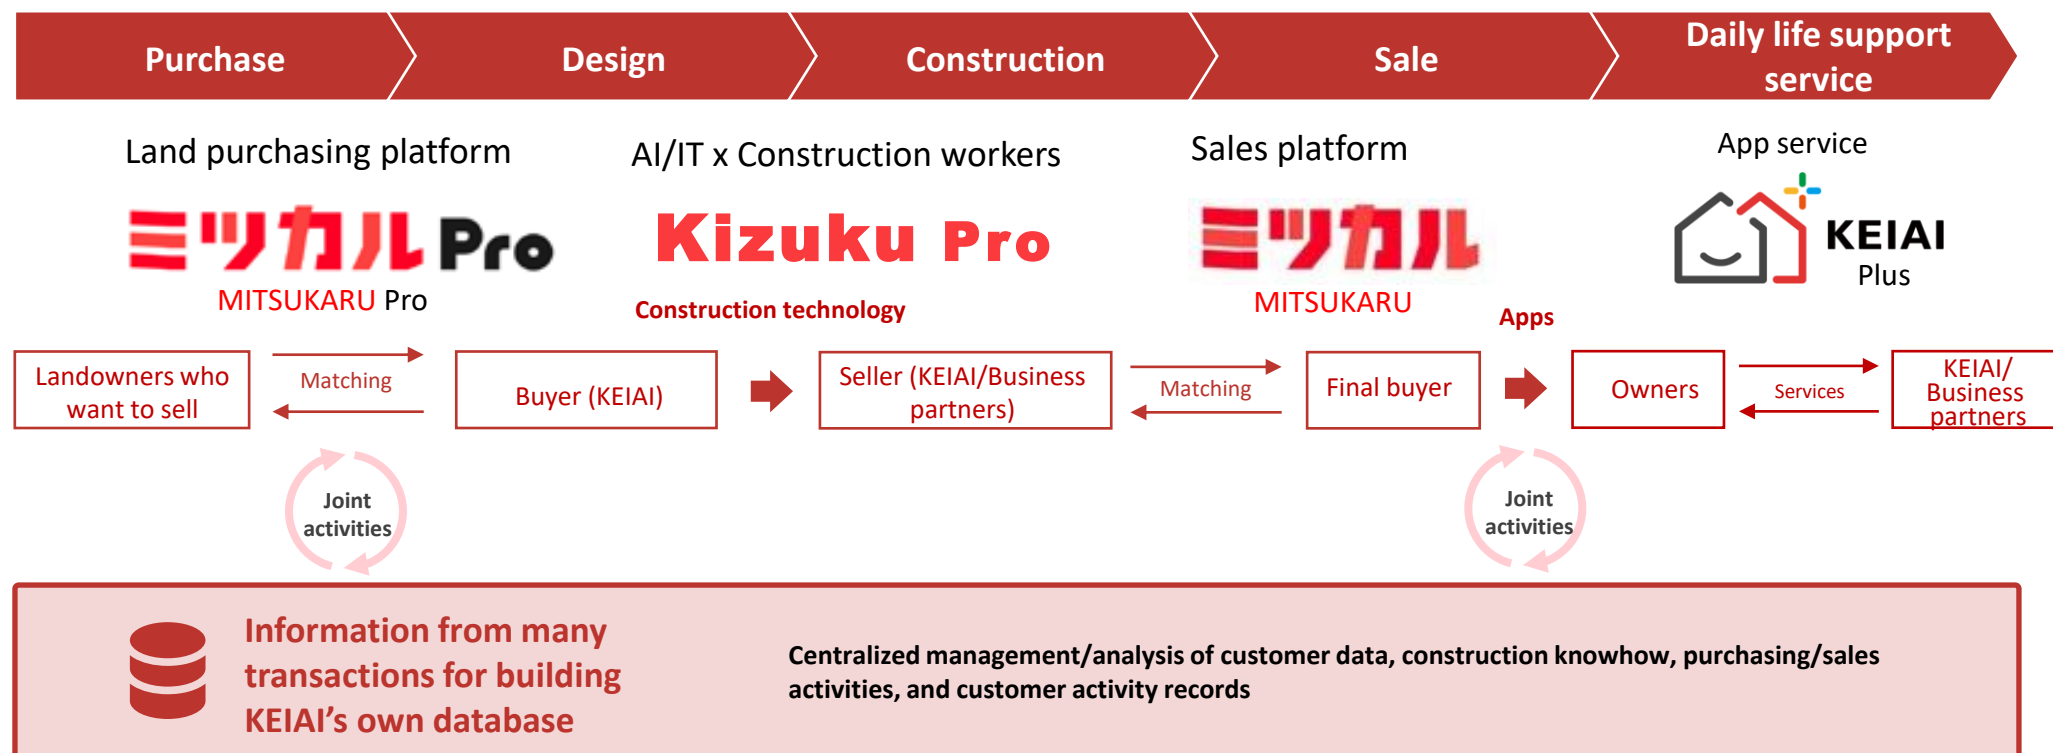 Purchase
Design
Construction
Sale
Daily life support
service
Land purchasing platform
AI/IT x Construction workers
Sales platform
App service
ミツカル Pro
MITSUKARU Pro
Kizuku Pro
ミツカル
MITSUKARU
KEIAI
Plus
Construction technology
Apps
Landowners who
want to sell
Matching
Buyer (KEIAI)
Seller (KEIAI/Business
partners)
Matching
Final buyer
Owners
Services
KEIAI/
Business
partners
Joint
activities
Joint
activities
Information from many
transactions for building
KEIAI’s own database
Centralized management/analysis of customer data, construction knowhow, purchasing/sales
activities, and customer activity records